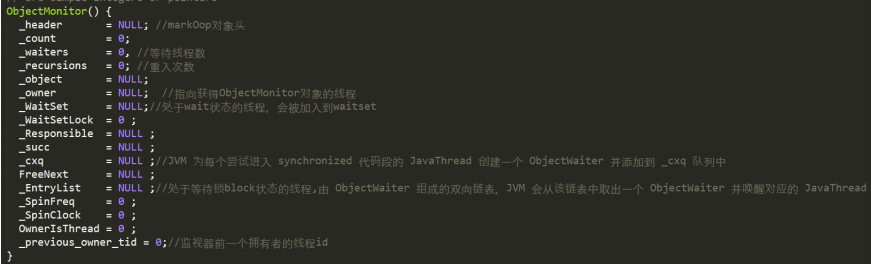 ObjectMonitor() {
_header = NULL; //markOop对象头
_count = 0;
_waiters = 0, //等待线程数
_recursions = 0; //重入次数
_object = NULL;
_owner = NULL; //指向获得ObjectMonitor对象的线程
_WaitSet = NULL;//处于wait状态的线程，会被加入到waitset
_WaitSetLock = 0 ;
_Responsible = NULL ;
_succ = NULL ;
_cxq = NULL ;//JVM 为每个尝试进入 synchronized 代码段的 JavaThread 创建一个 ObjectWaiter 并添加到 _cxq 队列中
FreeNext = NULL ;
_EntryList = NULL ;//处于等待锁block状态的线程,由 ObjectWaiter 组成的双向链表，JVM 会从该链表中取出一个 ObjectWaiter 并唤醒对应的 JavaThread
_SpinFreq = 0 ;
_SpinClock = 0 ;
OwnerIsThread = 0 ;
_previous_owner_tid = 0;//监视器前一个拥有者的线程id
}